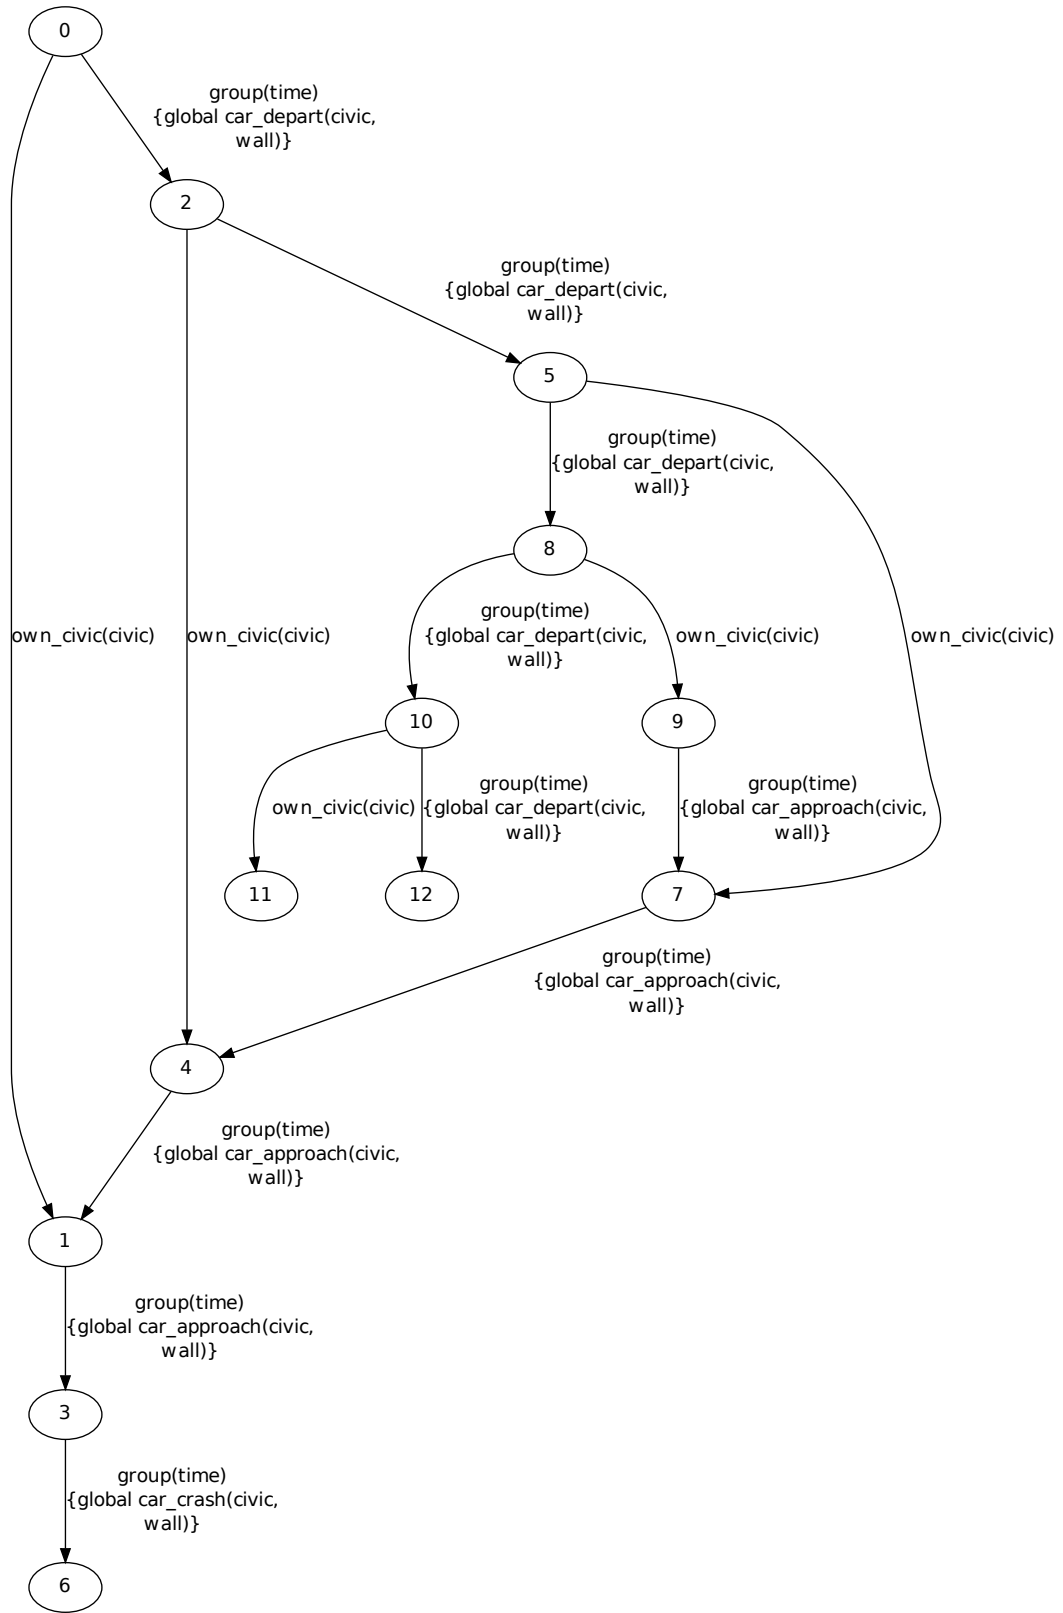 0
group(time)
{global car_depart(civic,
wall)}
2
group(time)
{global car_depart(civic,
wall)}
5
group(time)
{global car_depart(civic,
wall)}
8
own_civic(civic)
own_civic(civic)
group(time)
{global car_depart(civic,
wall)}
own_civic(civic)
own_civic(civic)
10
9
own_civic(civic)
group(time)
{global car_depart(civic,
wall)}
group(time)
{global car_approach(civic,
wall)}
11
12
7
group(time)
{global car_approach(civic,
wall)}
4
group(time)
{global car_approach(civic,
wall)}
1
group(time)
{global car_approach(civic,
wall)}
3
group(time)
{global car_crash(civic,
wall)}
6